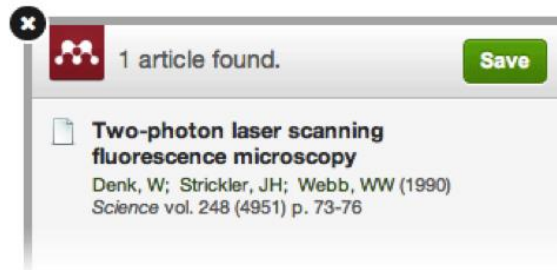 1 article found.
Save
Two-photon laser scanning
fluorescence microscopy
Denk, W; Strickler, JH; Webb, WW (1990)
Science vol. 248 (4951) p. 73-76